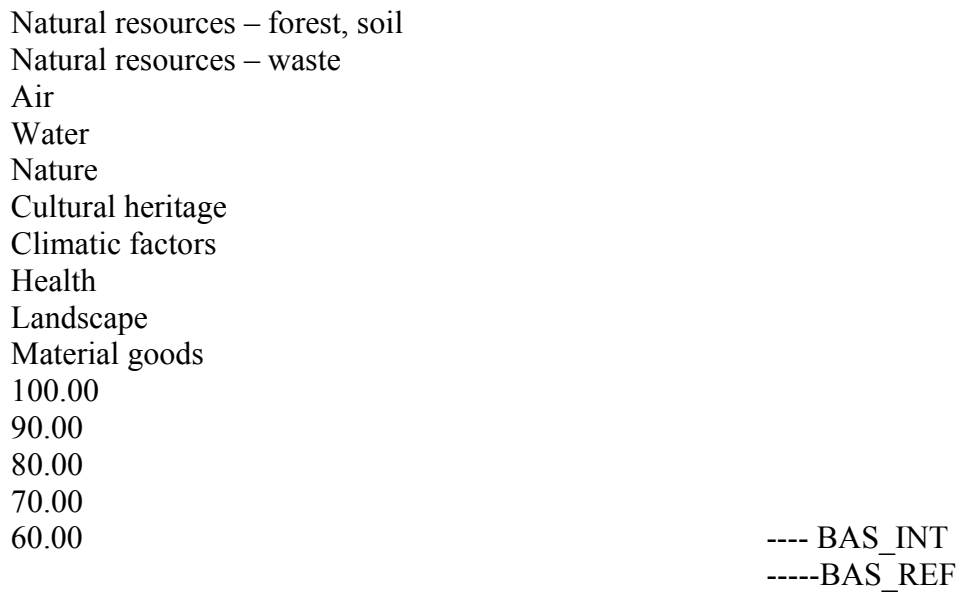 Natural resources – forest, soil
Natural resources – waste
Air
Water
Nature
Cultural heritage
Climatic factors
Health
Landscape
Material goods
100.00
90.00
80.00
70.00
60.00 ---- BAS_INT
-----BAS_REF